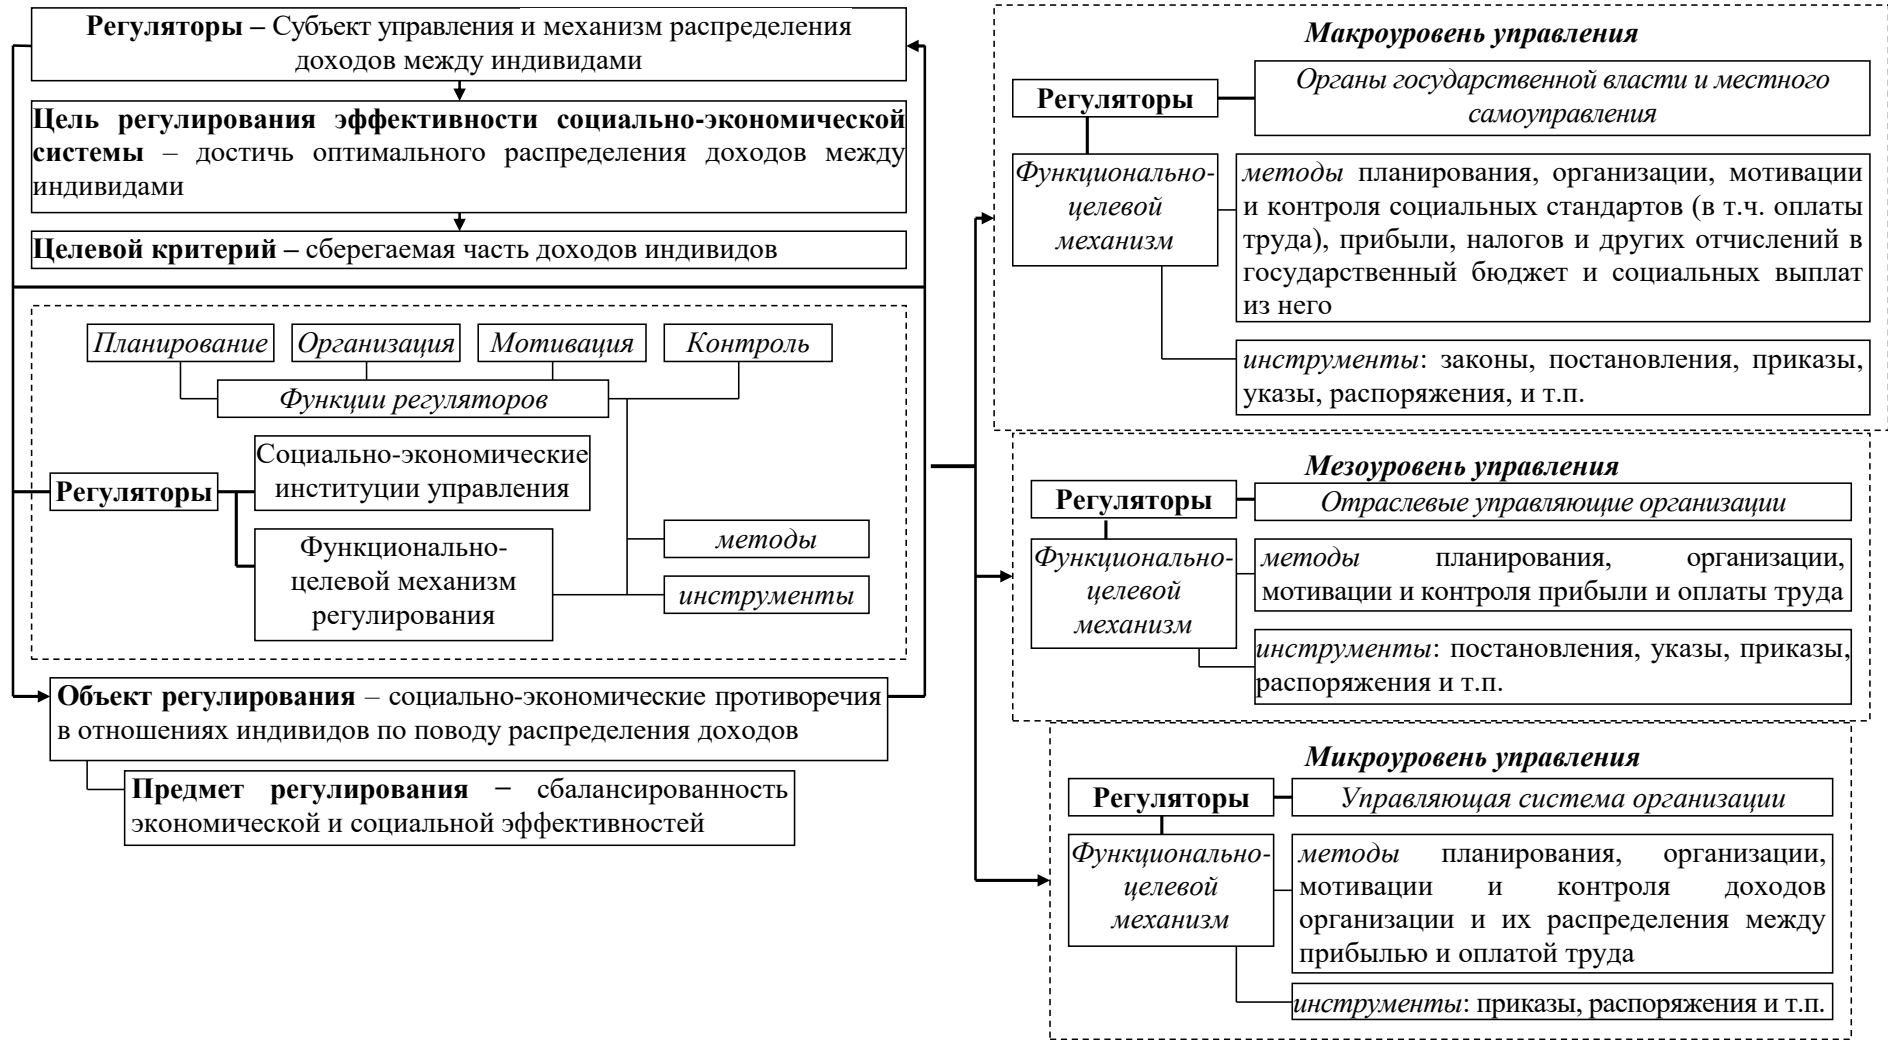 Регуляторы – Субъект управления и механизм распределения
доходов между индивидами
Цель регулирования эффективности социально-экономической
системы – достичь оптимального распределения доходов между
индивидами
Целевой критерий – сберегаемая часть доходов индивидов
Планирование
Организация
Мотивация
Контроль
Функции регуляторов
Регуляторы
Социально-экономические
институции управления
Функционально-
целевой механизм
регулирования
методы
инструменты
Объект регулирования – социально-экономические противоречия
в отношениях индивидов по поводу распределения доходов
Предмет регулирования – сбалансированность
экономической и социальной эффективностей
Макроуровень управления
Регуляторы
Органы государственной власти и местного
самоуправления
Функционально-
целевой
механизм
методы планирования, организации, мотивации
и контроля социальных стандартов (в т.ч. оплаты
труда), прибыли, налогов и других отчислений в
государственный бюджет и социальных выплат
из него
инструменты: законы, постановления, приказы,
указы, распоряжения, и т.п.
Мезоуровень управления
Регуляторы
Отраслевые управляющие организации
Функционально-
целевой
механизм
методы планирования, организации,
мотивации и контроля прибыли и оплаты труда
инструменты: постановления, указы, приказы,
распоряжения и т.п.
Микроуровень управления
Регуляторы
Управляющая система организации
Функционально-
целевой
механизм
методы планирования, организации,
мотивации и контроля доходов
организации и их распределения между
прибылью и оплатой труда
инструменты: приказы, распоряжения и т.п.